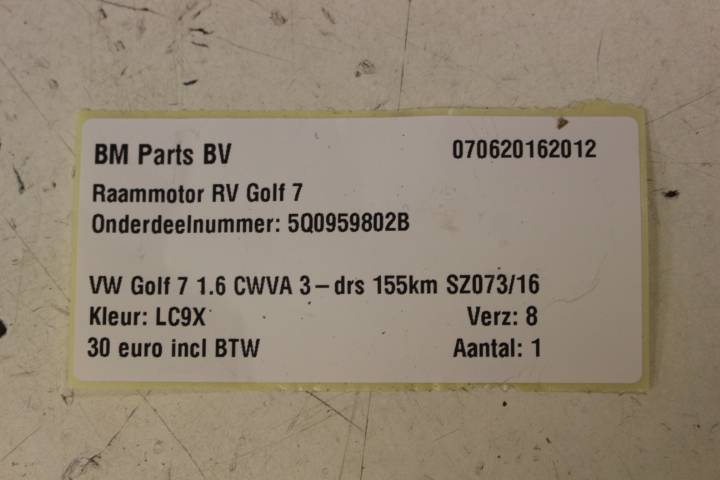 BM Parts BV 070620162012
Raammotor RV Golf 7
Onderdeelnummer: 5Q0959802B
VW Golf 7 1.6 CWVA 3-drs 155km SZ073/16
Kleur: LC9X Verz: 8
30 euro incl BTW Aantal: 1